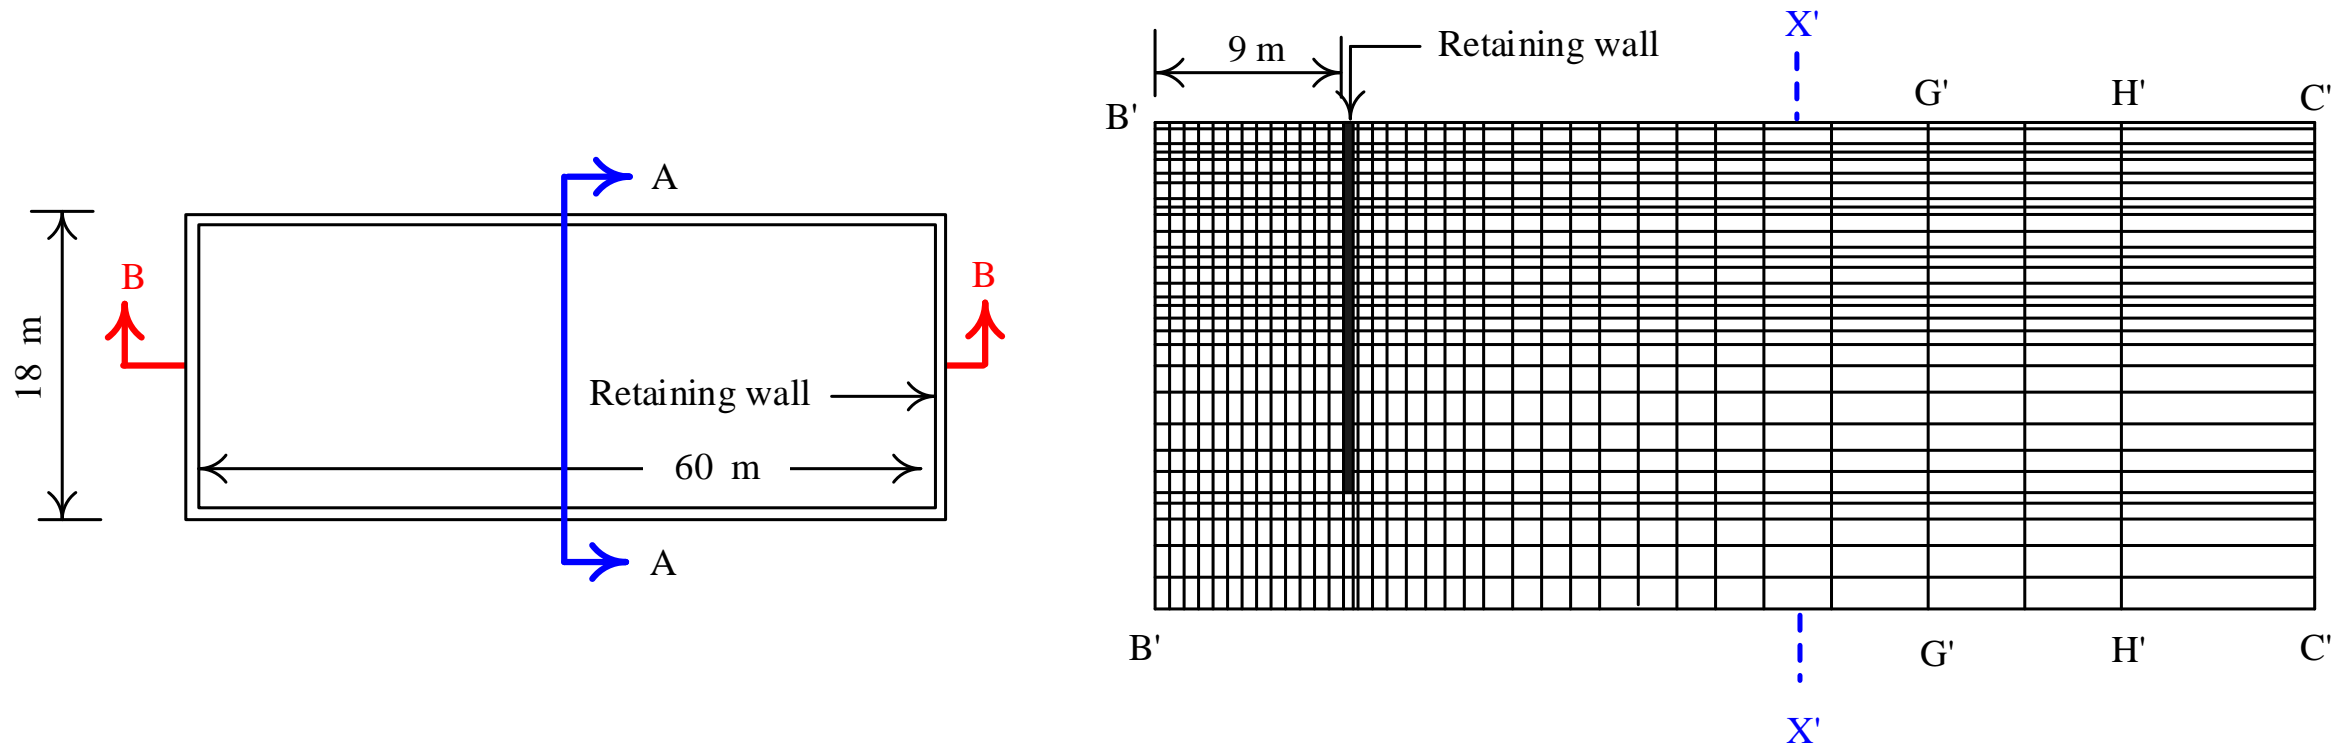 A
B
B
18 m
Retaining wall
60 m
A
X'
9 m
Retaining wall
G'
H'
C'
B'
B'
G'
H'
C'
X'